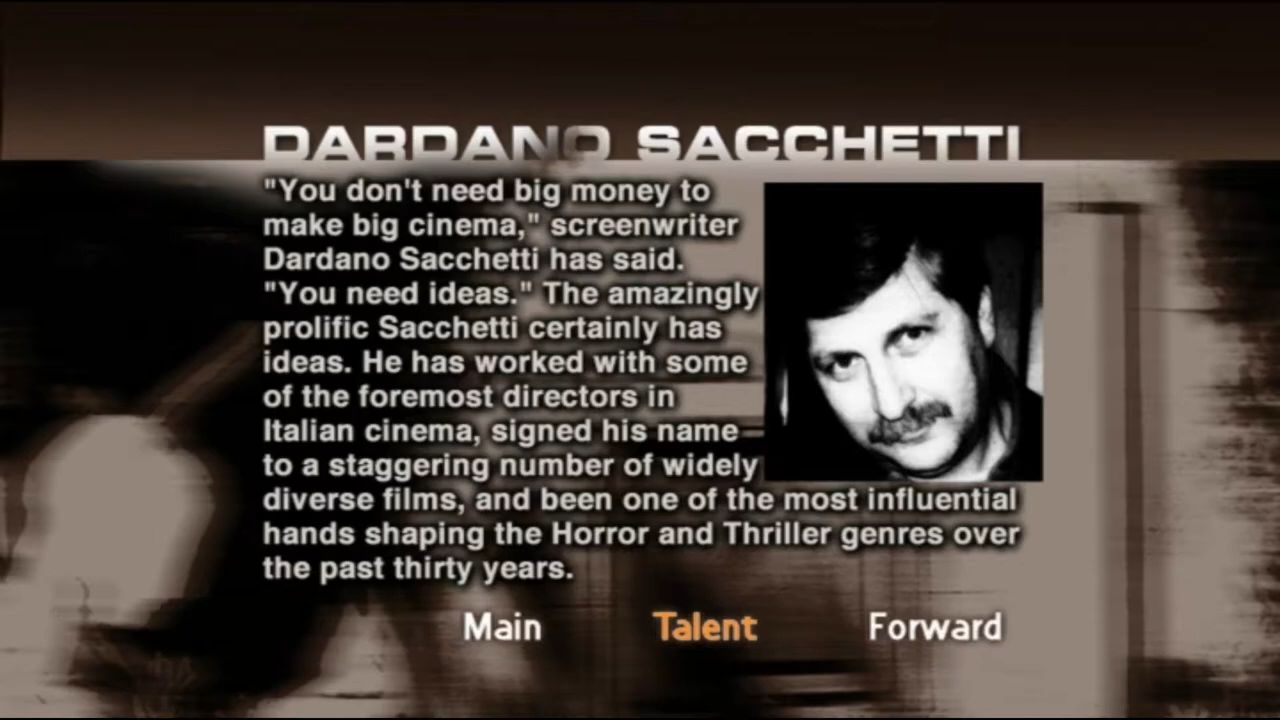 DARDANO SACCHETTI
"You don't need big money to
make big cinema," screenwriter
Dardano Sacchetti has said.
"You need ideas." The amazingly
prolific Sacchetti certainly has
ideas. He has worked with some
of the foremost directors in
Italian cinema, signed his name
to a staggering number of widely
diverse films, and been one of the most influential
hands shaping the Horror and Thriller genres over
the past thirty years.
Main Talent Forward